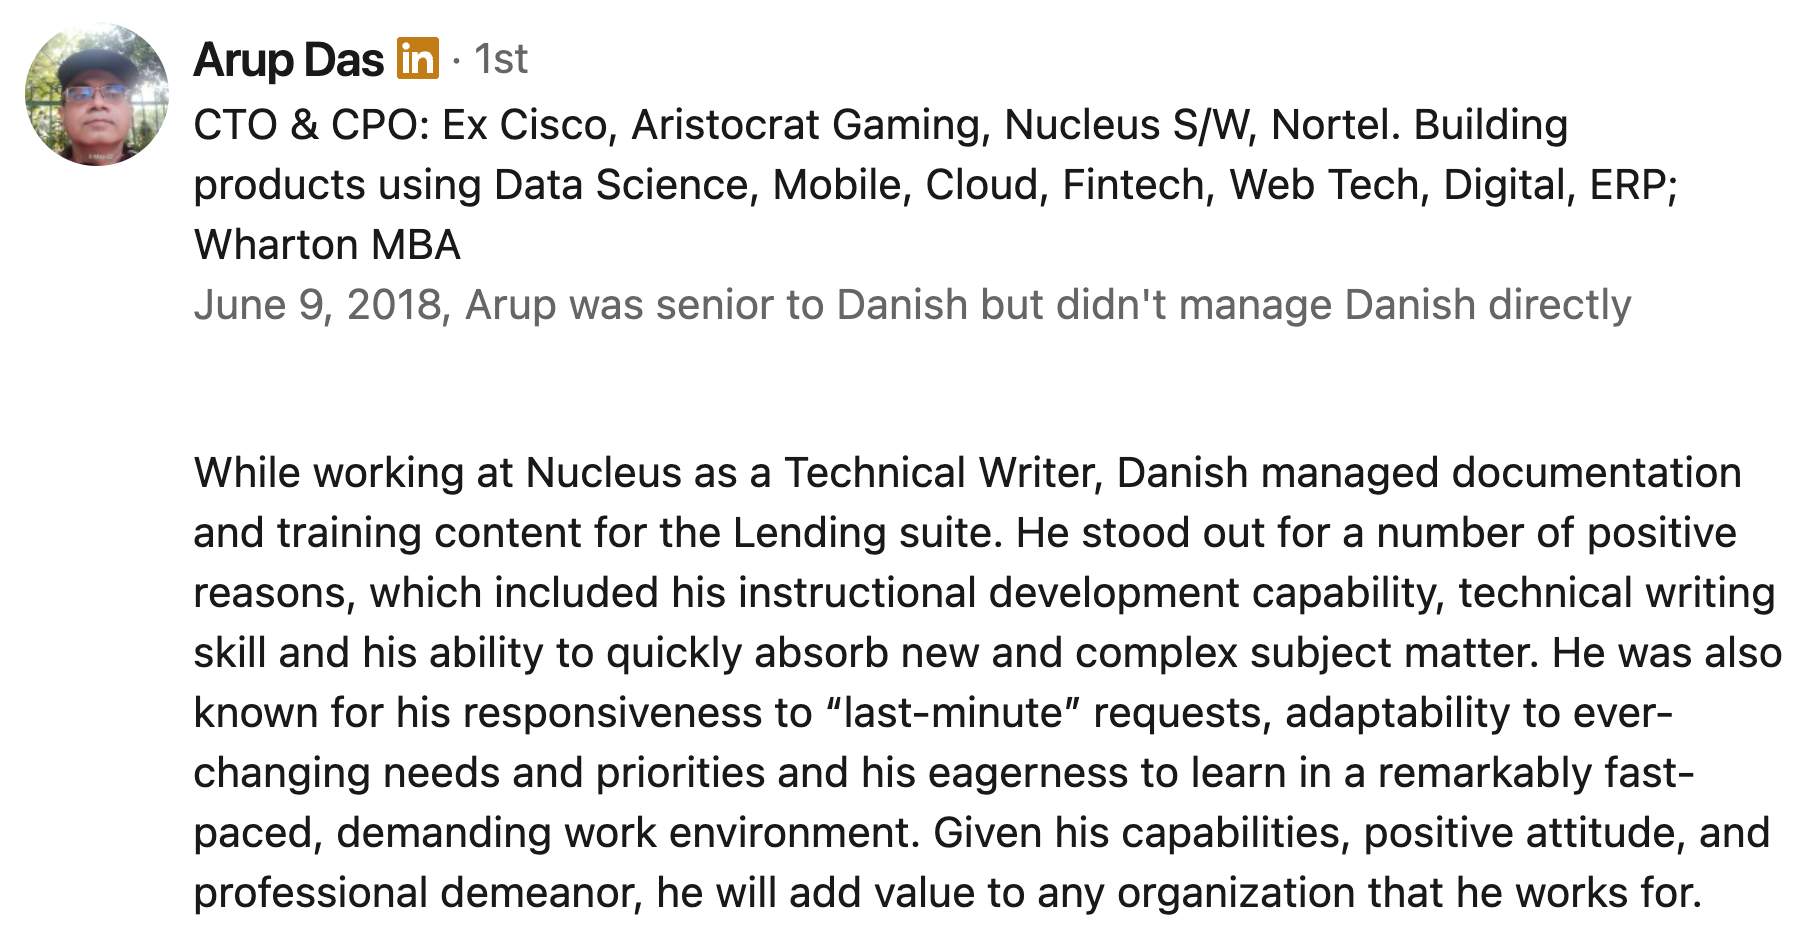 Arup Das in · 1st
CTO & CPO: Ex Cisco, Aristocrat Gaming, Nucleus S/W, Nortel. Building
products using Data Science, Mobile, Cloud, Fintech, Web Tech, Digital, ERP;
Wharton MBA
June 9, 2018, Arup was senior to Danish but didn't manage Danish directly
While working at Nucleus as a Technical Writer, Danish managed documentation
and training content for the Lending suite. He stood out for a number of positive
reasons, which included his instructional development capability, technical writing
skill and his ability to quickly absorb new and complex subject matter. He was also
known for his responsiveness to “last-minute” requests, adaptability to ever-
changing needs and priorities and his eagerness to learn in a remarkably fast-
paced, demanding work environment. Given his capabilities, positive attitude, and
professional demeanor, he will add value to any organization that he works for.